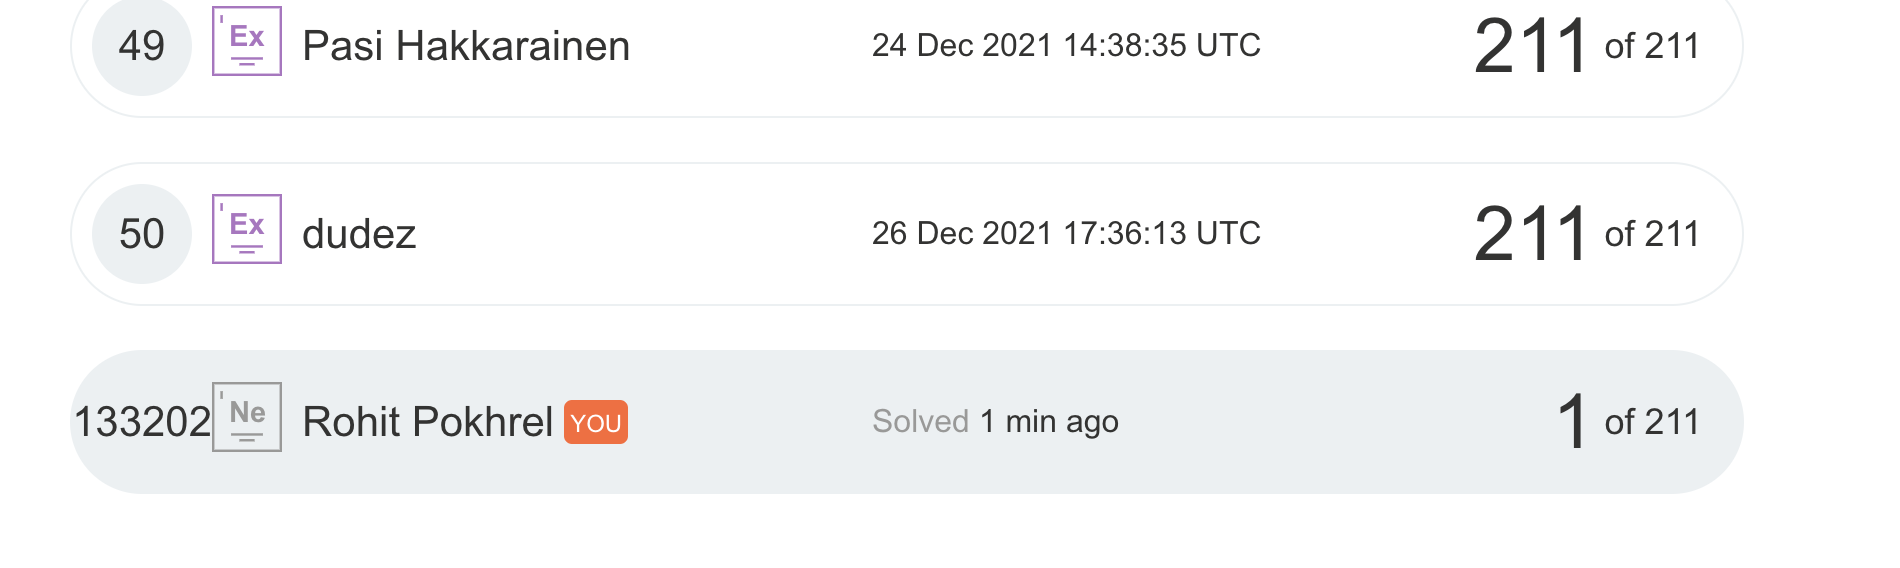 49 Ex Pasi Hakkarainen 24 Dec 2021 14:38:35 UTC 211 of 211
50 Ex dudez 26 Dec 2021 17:36:13 UTC 211 of 211
133202 Ne Rohit Pokhrel YOU Solved 1 min ago 1 of 211